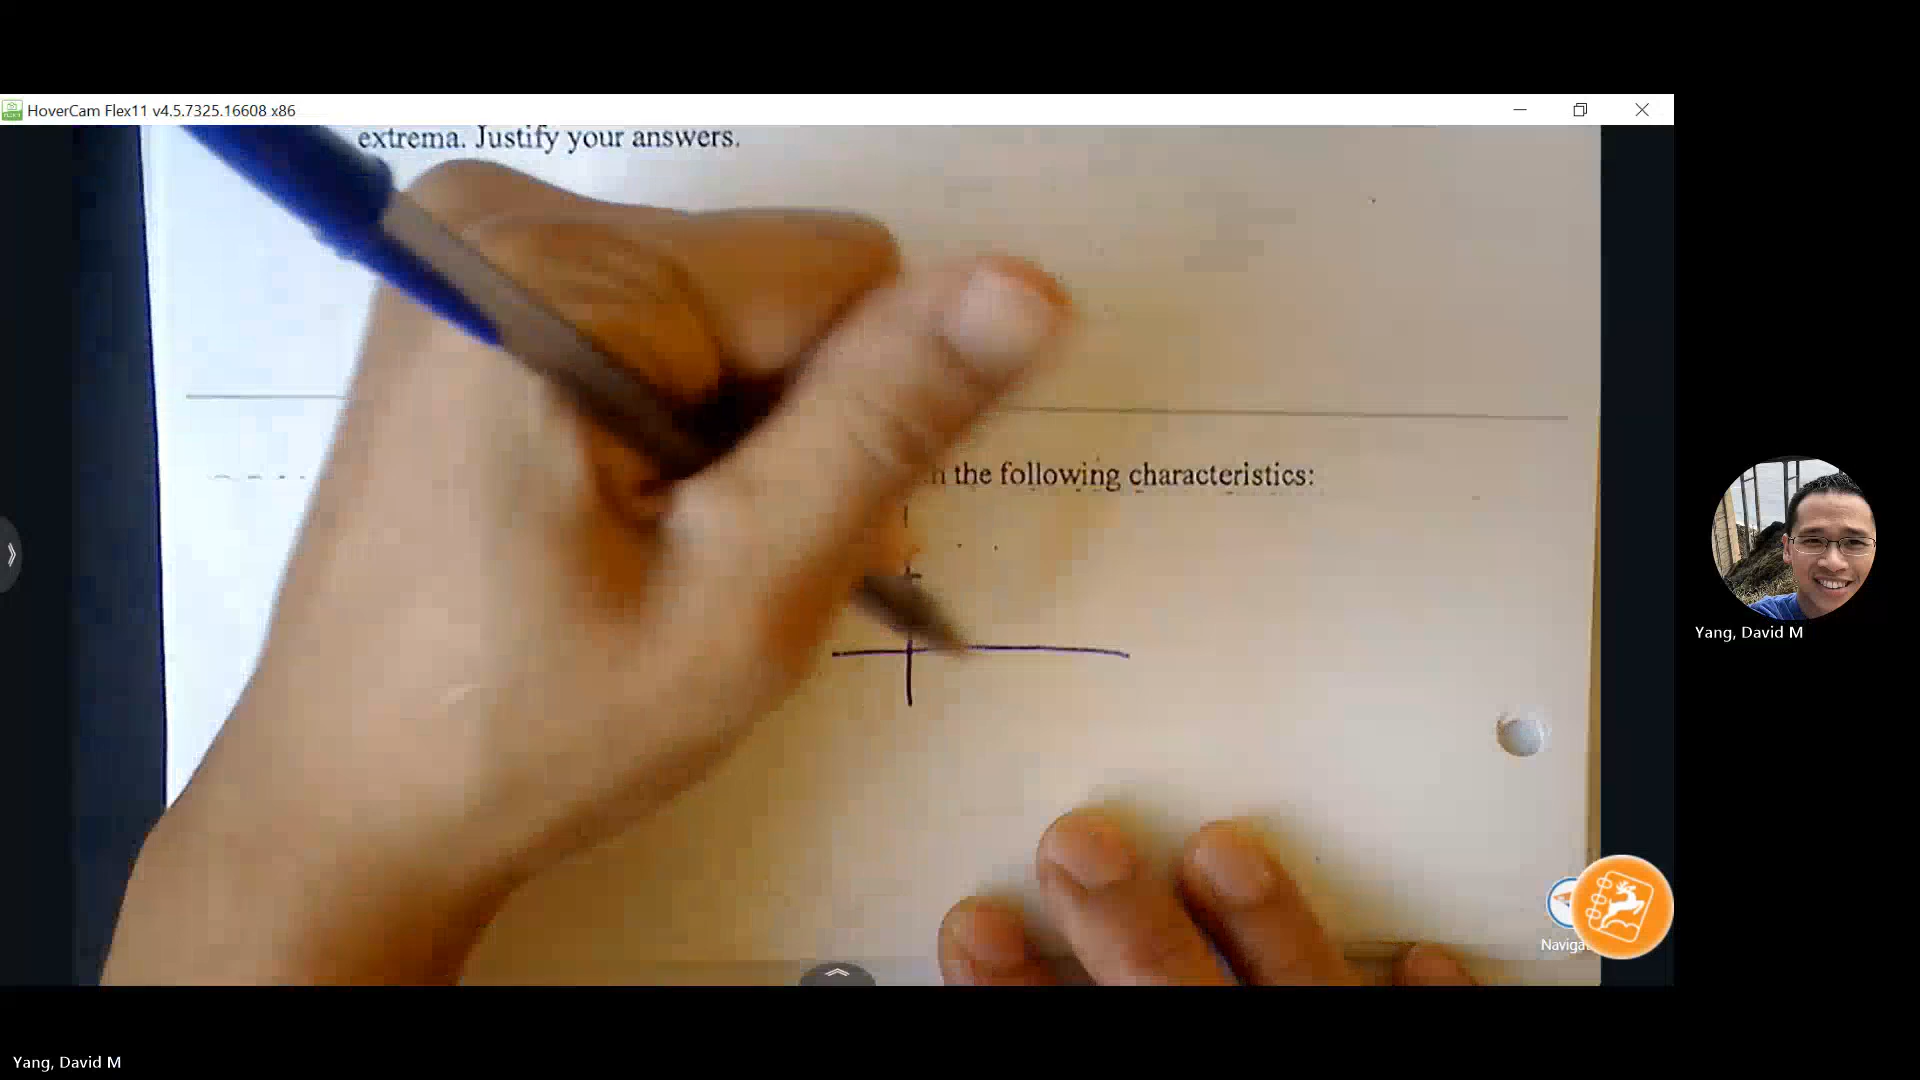 HoverCam Flex11 v4.5.7325.16608 x86
extrema. Justify your answers.
the following characteristics:
Yang, David M
Yang, David M